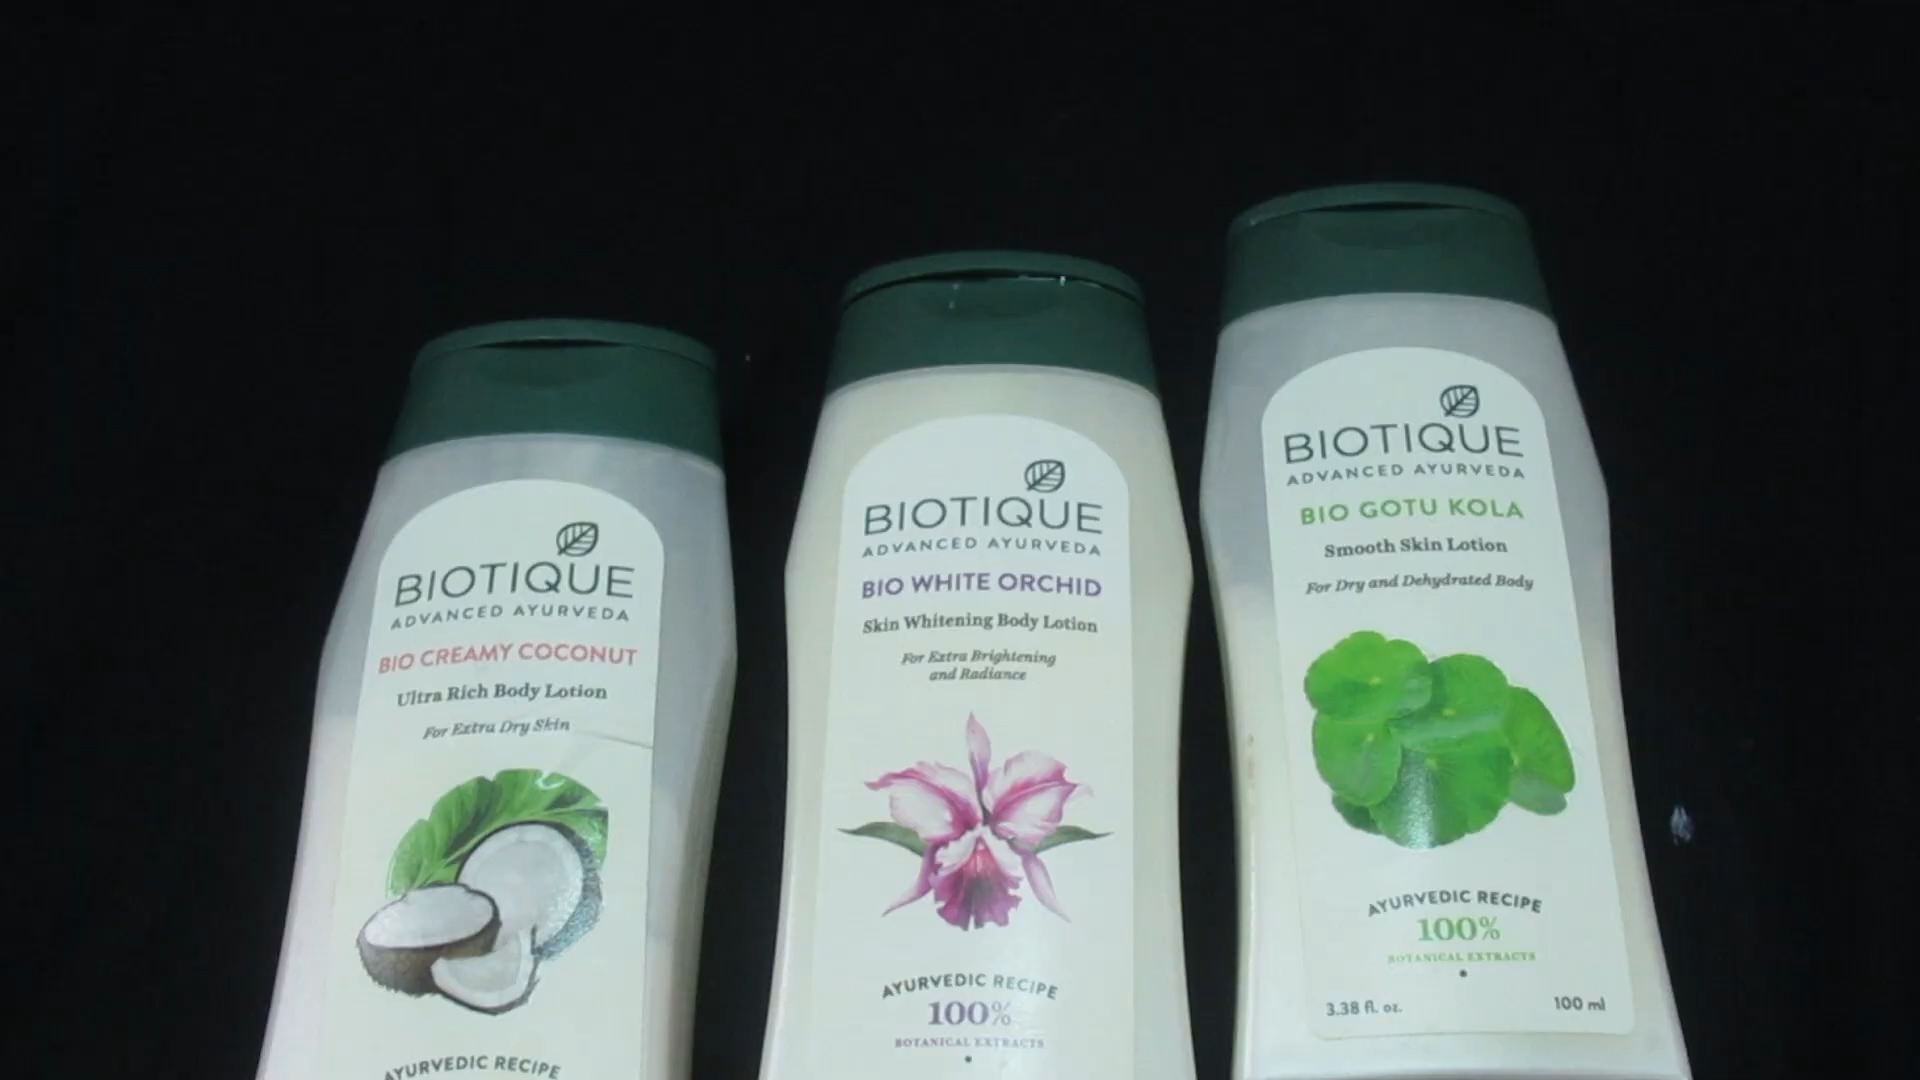 BIOTIQUE
ADVANCED AYURVEDA
BIO CREAMY COCONUT
Ultra Rich Body Lotion
For Extra Dry Skin
AYURVEDIC RECIPE
BIOTIQUE
ADVANCED AYURVEDA
BIO WHITE ORCHID
Skin Whitening Body Lotion
For Extra Brightening
and Radiance
AYURVEDIC RECIPE
100%
BOTANICAL EXTRACTS
BIOTIQUE
ADVANCED AYURVEDA
BIO GOTU KOLA
Smooth Skin Lotion
For Dry and Dehydrated Body
AYURVEDIC RECIPE
100%
BOTANICAL EXTRACTS
3.38 fl. oz. 100 ml